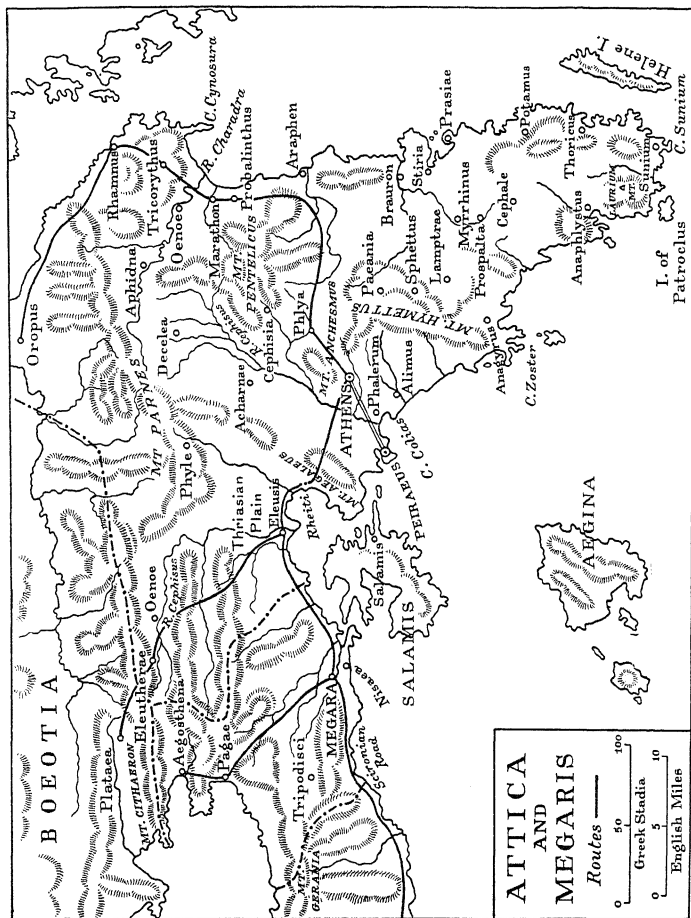 BOEOTIA
Plataea
MT. CITHAERON
Eleutherae
Oenoe
R. Cephisus
Aegosthena
Pagae
Tripodisci
MEGARA
MT. GERANIA
Scironian
Road
Nisaea
SALAMIS
Salamis
Thriasian
Plain
Eleusis
Rheiti
MT. AEGALEUS
Phyle
MT PARNES
Acharnae
Decelea
Oropus
Aphidna
Rhamnus
Tricorythus
Oenoe
Marathon
R. Charadra
C. Cynosura
Probalinthus
MT.
PENTELICUS
R. Cephisus
Cephisia
Phlya
MT. ANCHESMVS
ATHENS
Phalerum
Alimus
PEIRAEUS
C. Colias
Araphen
Brauron
Stiria
Prasiae
Paeania
Sphettus
Lamptrae
MT. HYMETTUS
Myrrhinus
Prospalta
Cephale
Potamus
Thoricus
Helene I.
Anagyrus
C. Zoster
Anaphlystus
LAURIUM
MT.
Sunium
C. Sunium
I. of
Patroclus
AEGINA
ATTICA
AND
MEGARIS
Routes
0 50 100
Greek Stadia
0 5 10
English Miles